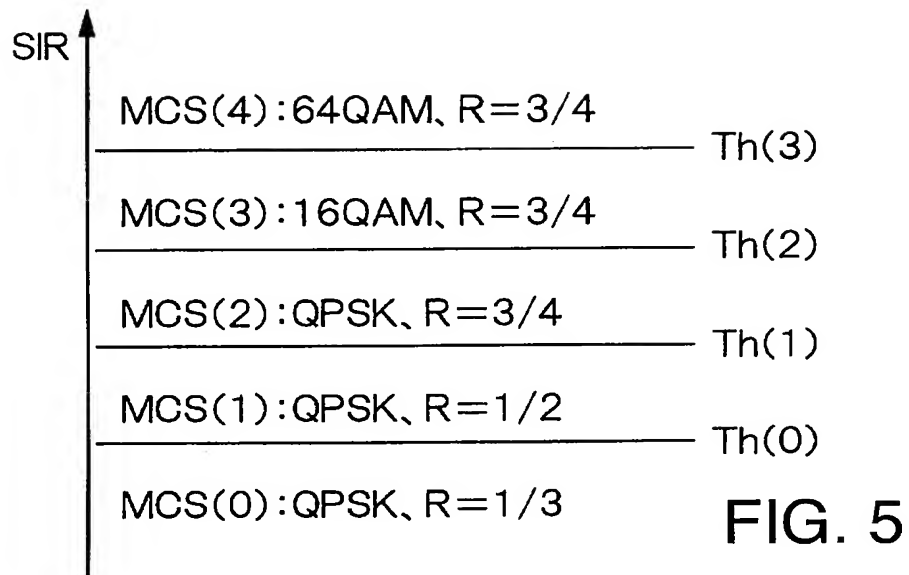 SIR
MCS(4):64QAM、R=3/4
Th(3)
MCS(3):16QAM、R=3/4
Th(2)
MCS(2):QPSK、R=3/4
Th(1)
MCS(1):QPSK、R=1/2
Th(0)
MCS(0):QPSK、R=1/3
FIG. 5